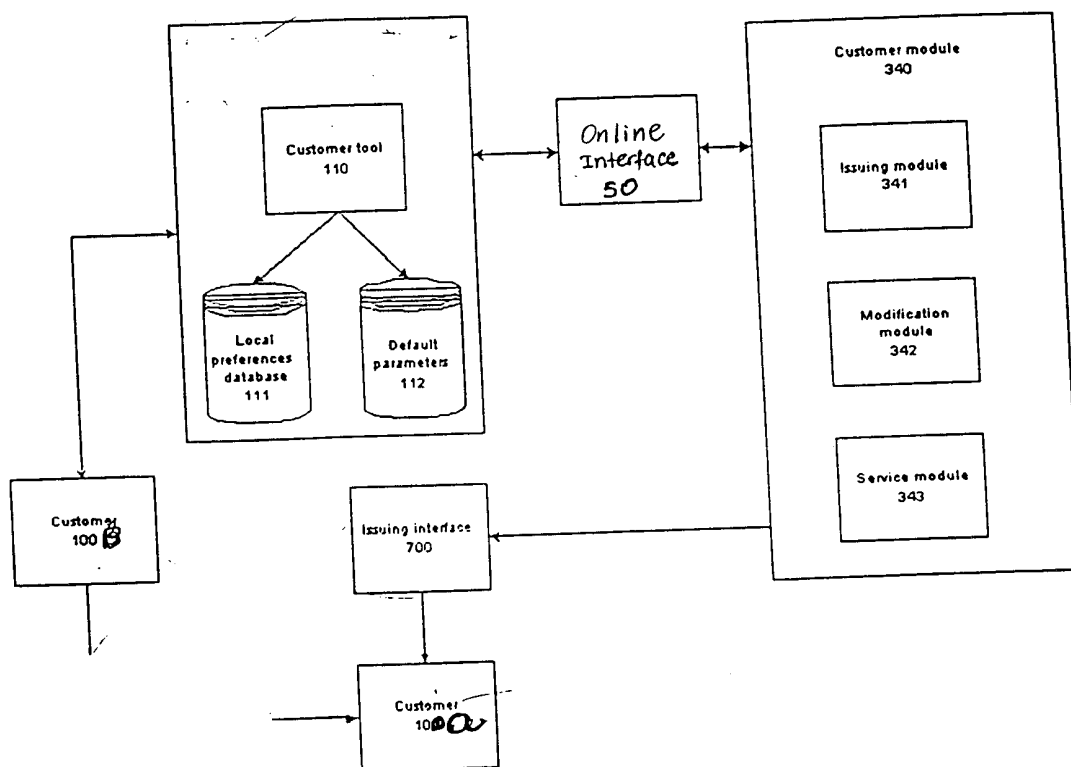 Customer module
340
Customer tool
110
Online
Interface
50
Issuing module
341
Local
preferences
database
111
Default
parameters
112
Modification
module
342
Customer
100B
Issuing interface
700
Service module
343
Customer